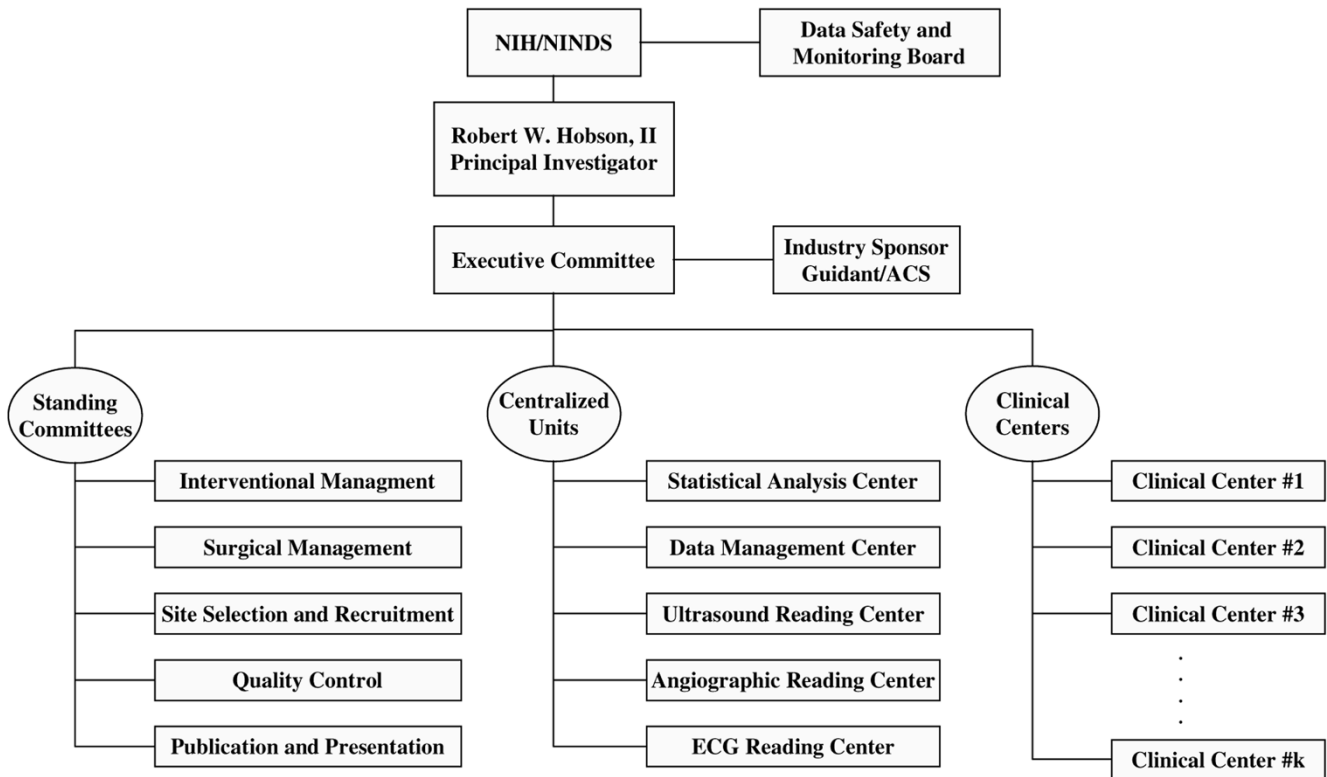 NIH/NINDS
Data Safety and
Monitoring Board
Robert W. Hobson, II
Principal Investigator
Executive Committee
Industry Sponsor
Guidant/ACS
Standing
Committees
Centralized
Units
Clinical
Centers
Interventional Managment
Surgical Management
Site Selection and Recruitment
Quality Control
Publication and Presentation
Statistical Analysis Center
Data Management Center
Ultrasound Reading Center
Angiographic Reading Center
ECG Reading Center
Clinical Center #1
Clinical Center #2
Clinical Center #3
.
.
.
.
Clinical Center #k